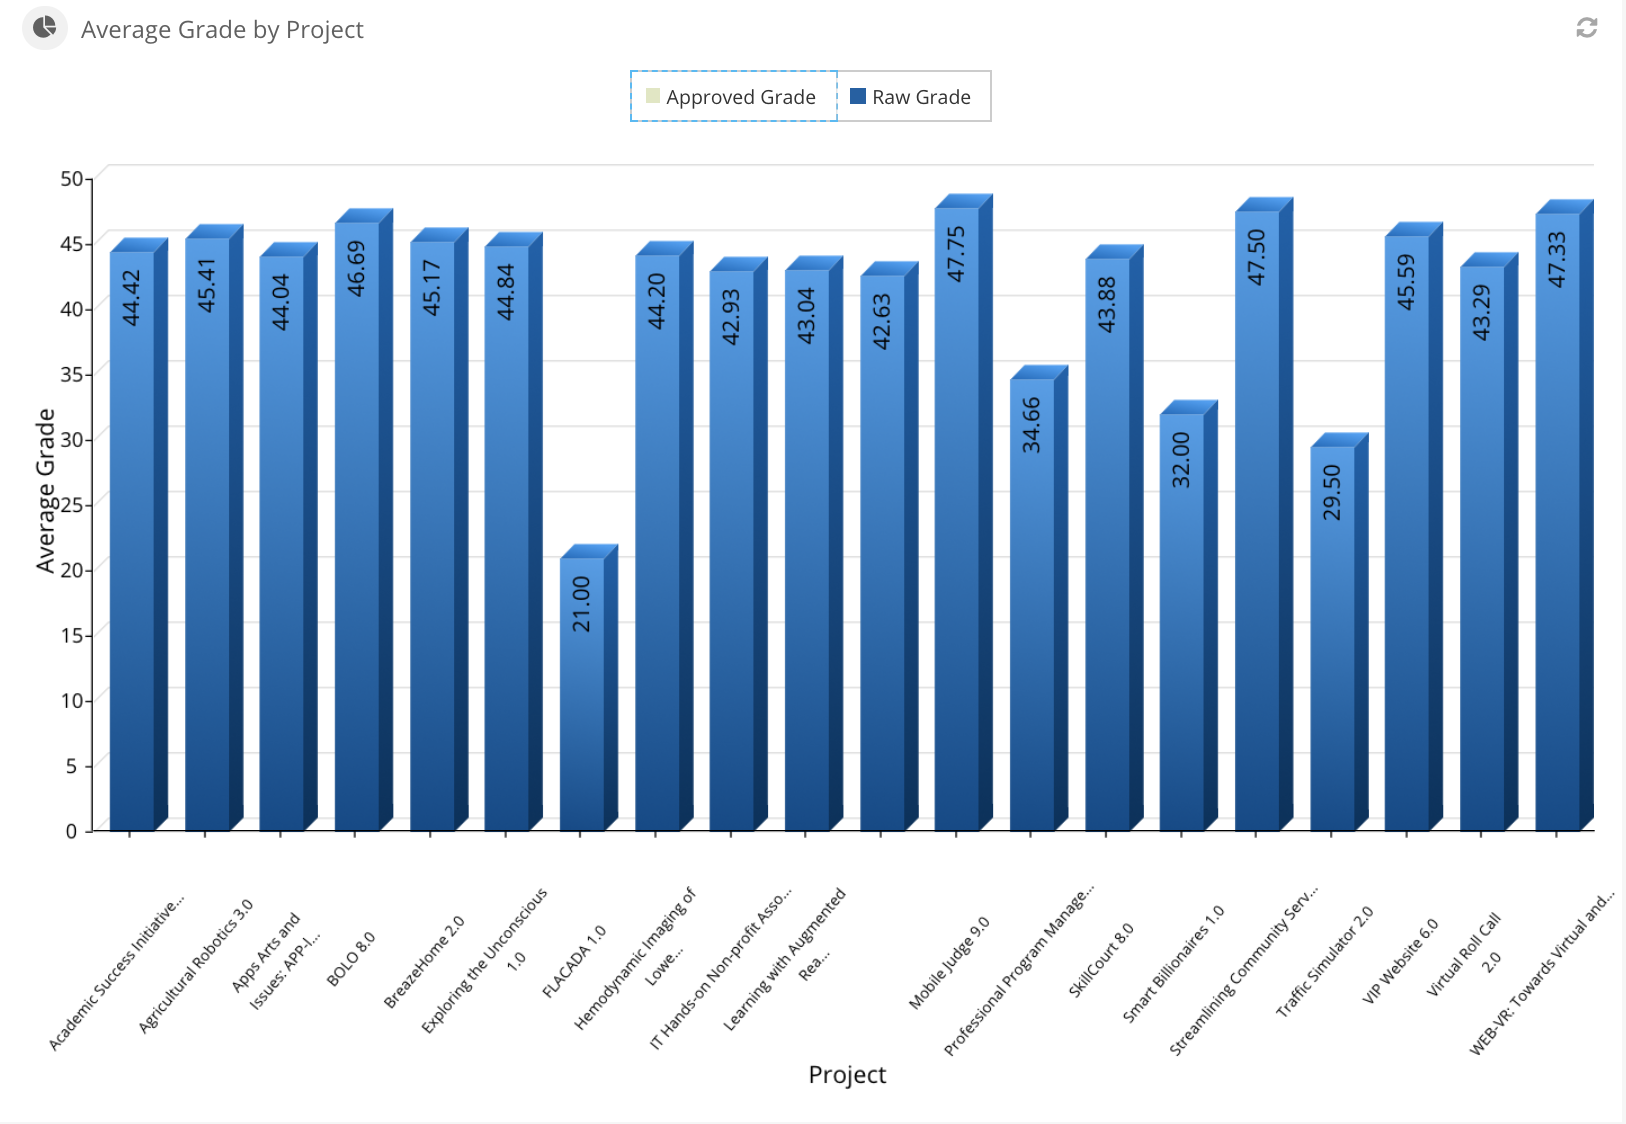 Average Grade by Project
Approved Grade
Raw Grade
Average Grade
50
45
40
35
30
25
20
15
10
5
0
44.42
45.41
44.04
46.69
45.17
44.84
21.00
44.20
42.93
43.04
42.63
47.75
34.66
43.88
32.00
47.50
29.50
45.59
43.29
47.33
Academic Success Initiative...
Agricultural Robotics 3.0
Apps Arts and
Issues: APP-I...
BOLO 8.0
BreazeHome 2.0
Exploring the Unconscious
1.0
FLACADA 1.0
Hemodynamic Imaging of
Lowe...
IT Hands-on Non-profit Asso...
Learning with Augmented
Rea...
Mobile Judge 9.0
Professional Program Manage...
SkillCourt 8.0
Smart Billionaires 1.0
Streamlining Community Serv...
Traffic Simulator 2.0
VIP Website 6.0
Virtual Roll Call
2.0
WEB-VR: Towards Virtual and...
Project